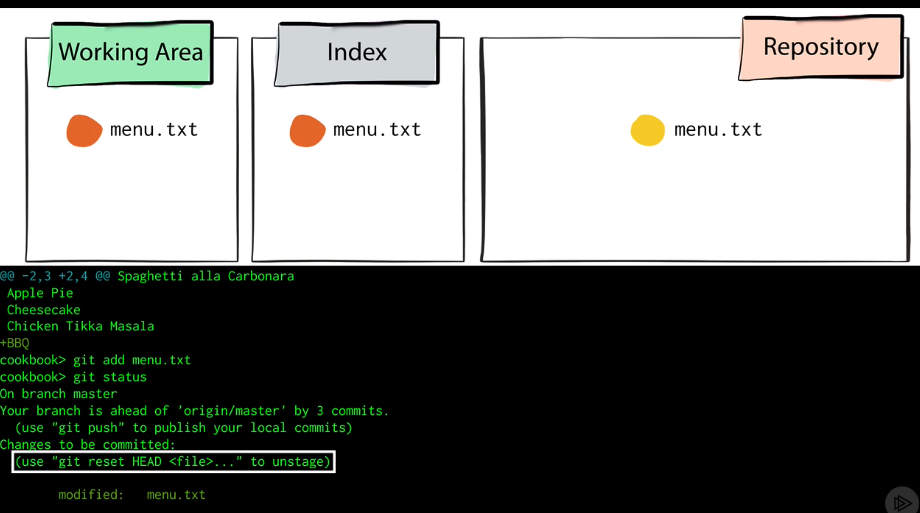 Working Area
Index
Repository
menu.txt
menu.txt
menu.txt
@@ -2,3 +2,4 @@ Spaghetti alla Carbonara
 Apple Pie
 Cheesecake
 Chicken Tikka Masala
+BBQ
cookbook> git add menu.txt
cookbook> git status
On branch master
Your branch is ahead of 'origin/master' by 3 commits.
  (use "git push" to publish your local commits)
Changes to be committed:
  (use "git reset HEAD <file>..." to unstage)
        modified:   menu.txt